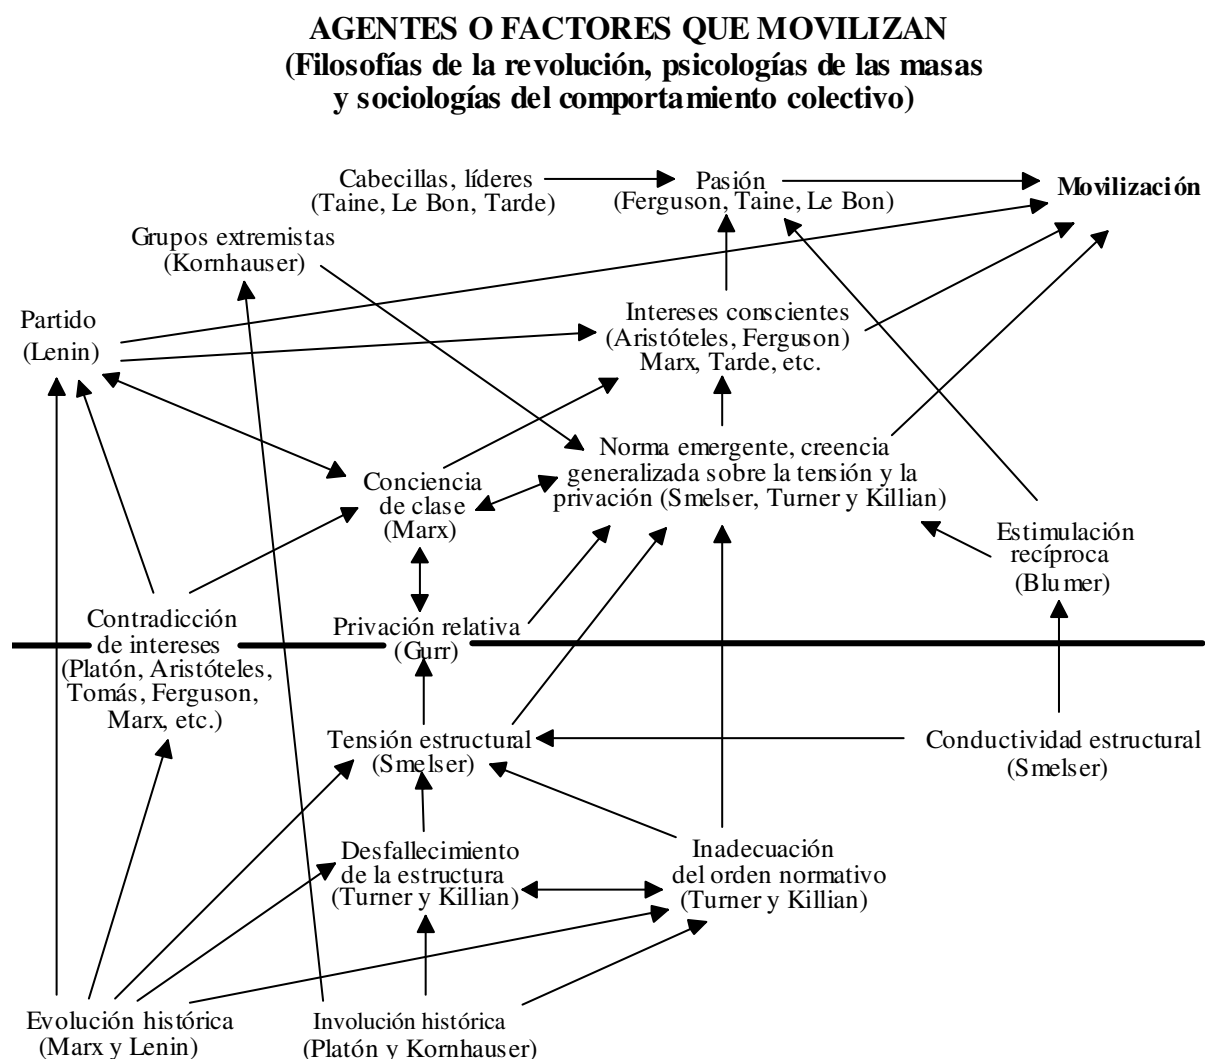 AGENTES O FACTORES QUE MOVILIZAN
(Filosofías de la revolución, psicologías de las masas
y sociologías del comportamiento colectivo)
Cabecillas, líderes
(Taine, Le Bon, Tarde)
Pasión
(Ferguson, Taine, Le Bon)
Movilización
Grupos extremistas
(Kornhauser)
Partido
(Lenin)
Intereses conscientes
(Aristóteles, Ferguson)
Marx, Tarde, etc.
Conciencia
de clase
(Marx)
Norma emergente, creencia
generalizada sobre la tensión y la
privación (Smelser, Turner y Killian)
Estimulación
recíproca
(Blumer)
Contradicción
de intereses
(Platón, Aristóteles,
Tomás, Ferguson,
Marx, etc.)
Privación relativa
(Gurr)
Tensión estructural
(Smelser)
Conductividad estructural
(Smelser)
Desfallecimiento
de la estructura
(Turner y Killian)
Inadecuación
del orden normativo
(Turner y Killian)
Evolución histórica
(Marx y Lenin)
Involución histórica
(Platón y Kornhauser)